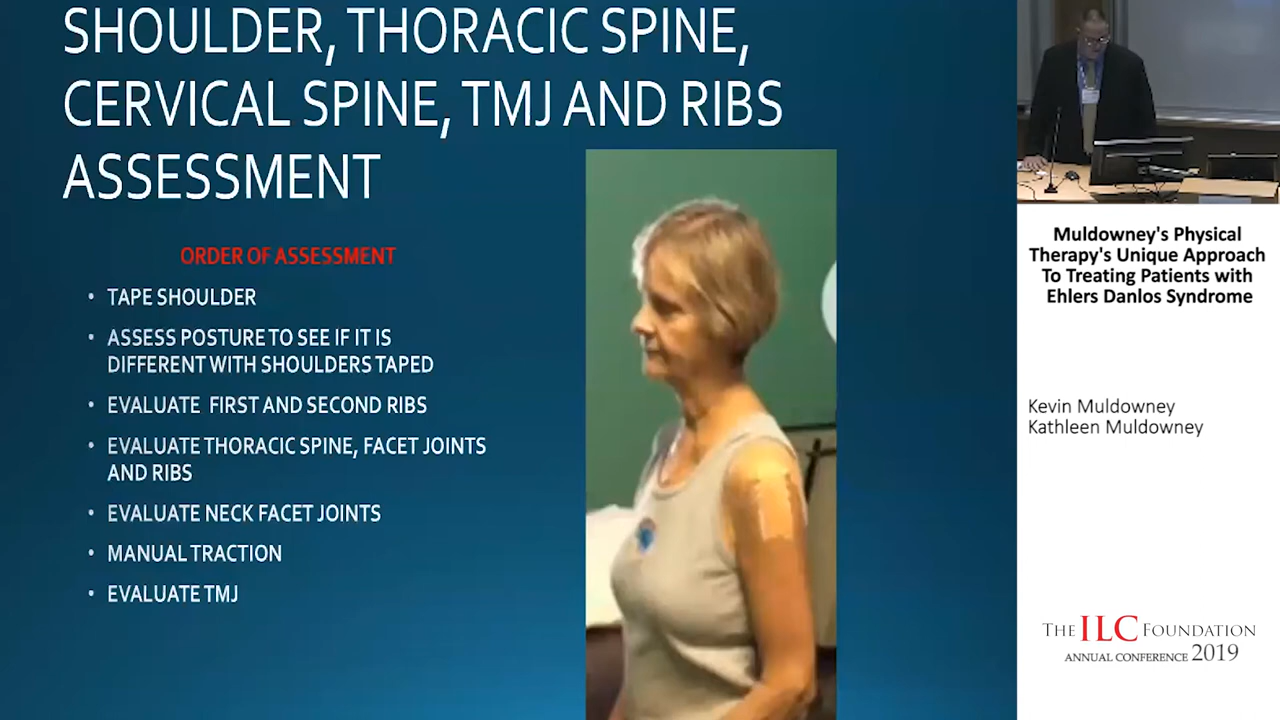 SHOULDER, THORACIC SPINE,
CERVICAL SPINE, TMJ AND RIBS
ASSESSMENT
ORDER OF ASSESSMENT
• TAPE SHOULDER
• ASSESS POSTURE TO SEE IF IT IS
DIFFERENT WITH SHOULDERS TAPED
• EVALUATE FIRST AND SECOND RIBS
• EVALUATE THORACIC SPINE, FACET JOINTS
AND RIBS
• EVALUATE NECK FACET JOINTS
• MANUAL TRACTION
• EVALUATE TMJ
Muldowney's Physical
Therapy's Unique Approach
To Treating Patients with
Ehlers Danlos Syndrome
Kevin Muldowney
Kathleen Muldowney
THE ILC FOUNDATION
ANNUAL CONFERENCE 2019